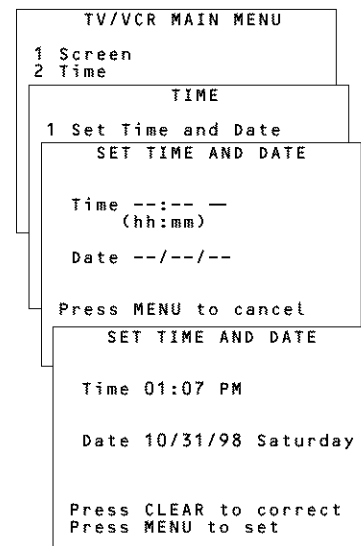 TV/VCR MAIN MENU
1 Screen
2 Time
TIME
1 Set Time and Date
SET TIME AND DATE
Time --:-- —
(hh:mm)
Date --/--/--
Press MENU to cancel
SET TIME AND DATE
Time 01:07 PM
Date 10/31/98 Saturday
Press CLEAR to correct
Press MENU to set